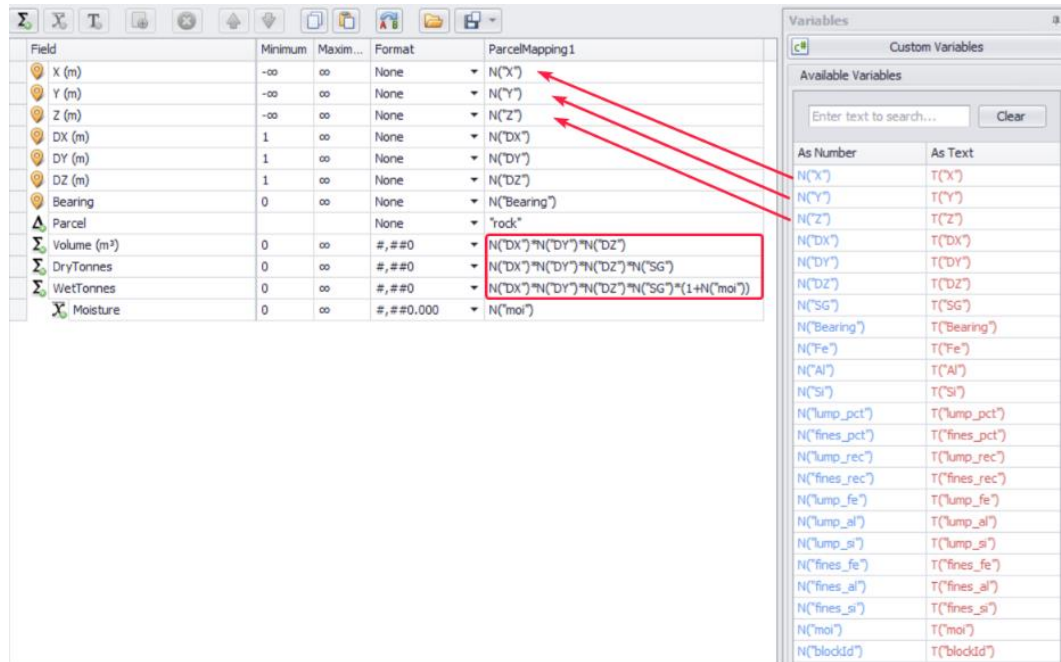 Variables
Field Minimum Maxim... Format ParcelMapping1
X (m) -∞ ∞ None N("X")
Y (m) -∞ ∞ None N("Y")
Z (m) -∞ ∞ None N("Z")
DX (m) 1 ∞ None N("DX")
DY (m) 1 ∞ None N("DY")
DZ (m) 1 ∞ None N("DZ")
Bearing 0 ∞ None N("Bearing")
Parcel None "rock"
Volume (m³) 0 ∞ #,##0 N("DX")*N("DY")*N("DZ")
DryTonnes 0 ∞ #,##0 N("DX")*N("DY")*N("DZ")*N("SG")
WetTonnes 0 ∞ #,##0 N("DX")*N("DY")*N("DZ")*N("SG")*(1+N("moi"))
Moisture 0 ∞ #,##0.000 N("moi")
Custom Variables
Available Variables
Enter text to search... Clear
As Number As Text
N("X") T("X")
N("Y") T("Y")
N("Z") T("Z")
N("DX") T("DX")
N("DY") T("DY")
N("DZ") T("DZ")
N("SG") T("SG")
N("Bearing") T("Bearing")
N("Fe") T("Fe")
N("Al") T("Al")
N("Si") T("Si")
N("lump_pct") T("lump_pct")
N("fines_pct") T("fines_pct")
N("lump_rec") T("lump_rec")
N("fines_rec") T("fines_rec")
N("lump_fe") T("lump_fe")
N("lump_al") T("lump_al")
N("lump_si") T("lump_si")
N("fines_fe") T("fines_fe")
N("fines_al") T("fines_al")
N("fines_si") T("fines_si")
N("moi") T("moi")
N("blockId") T("blockId")